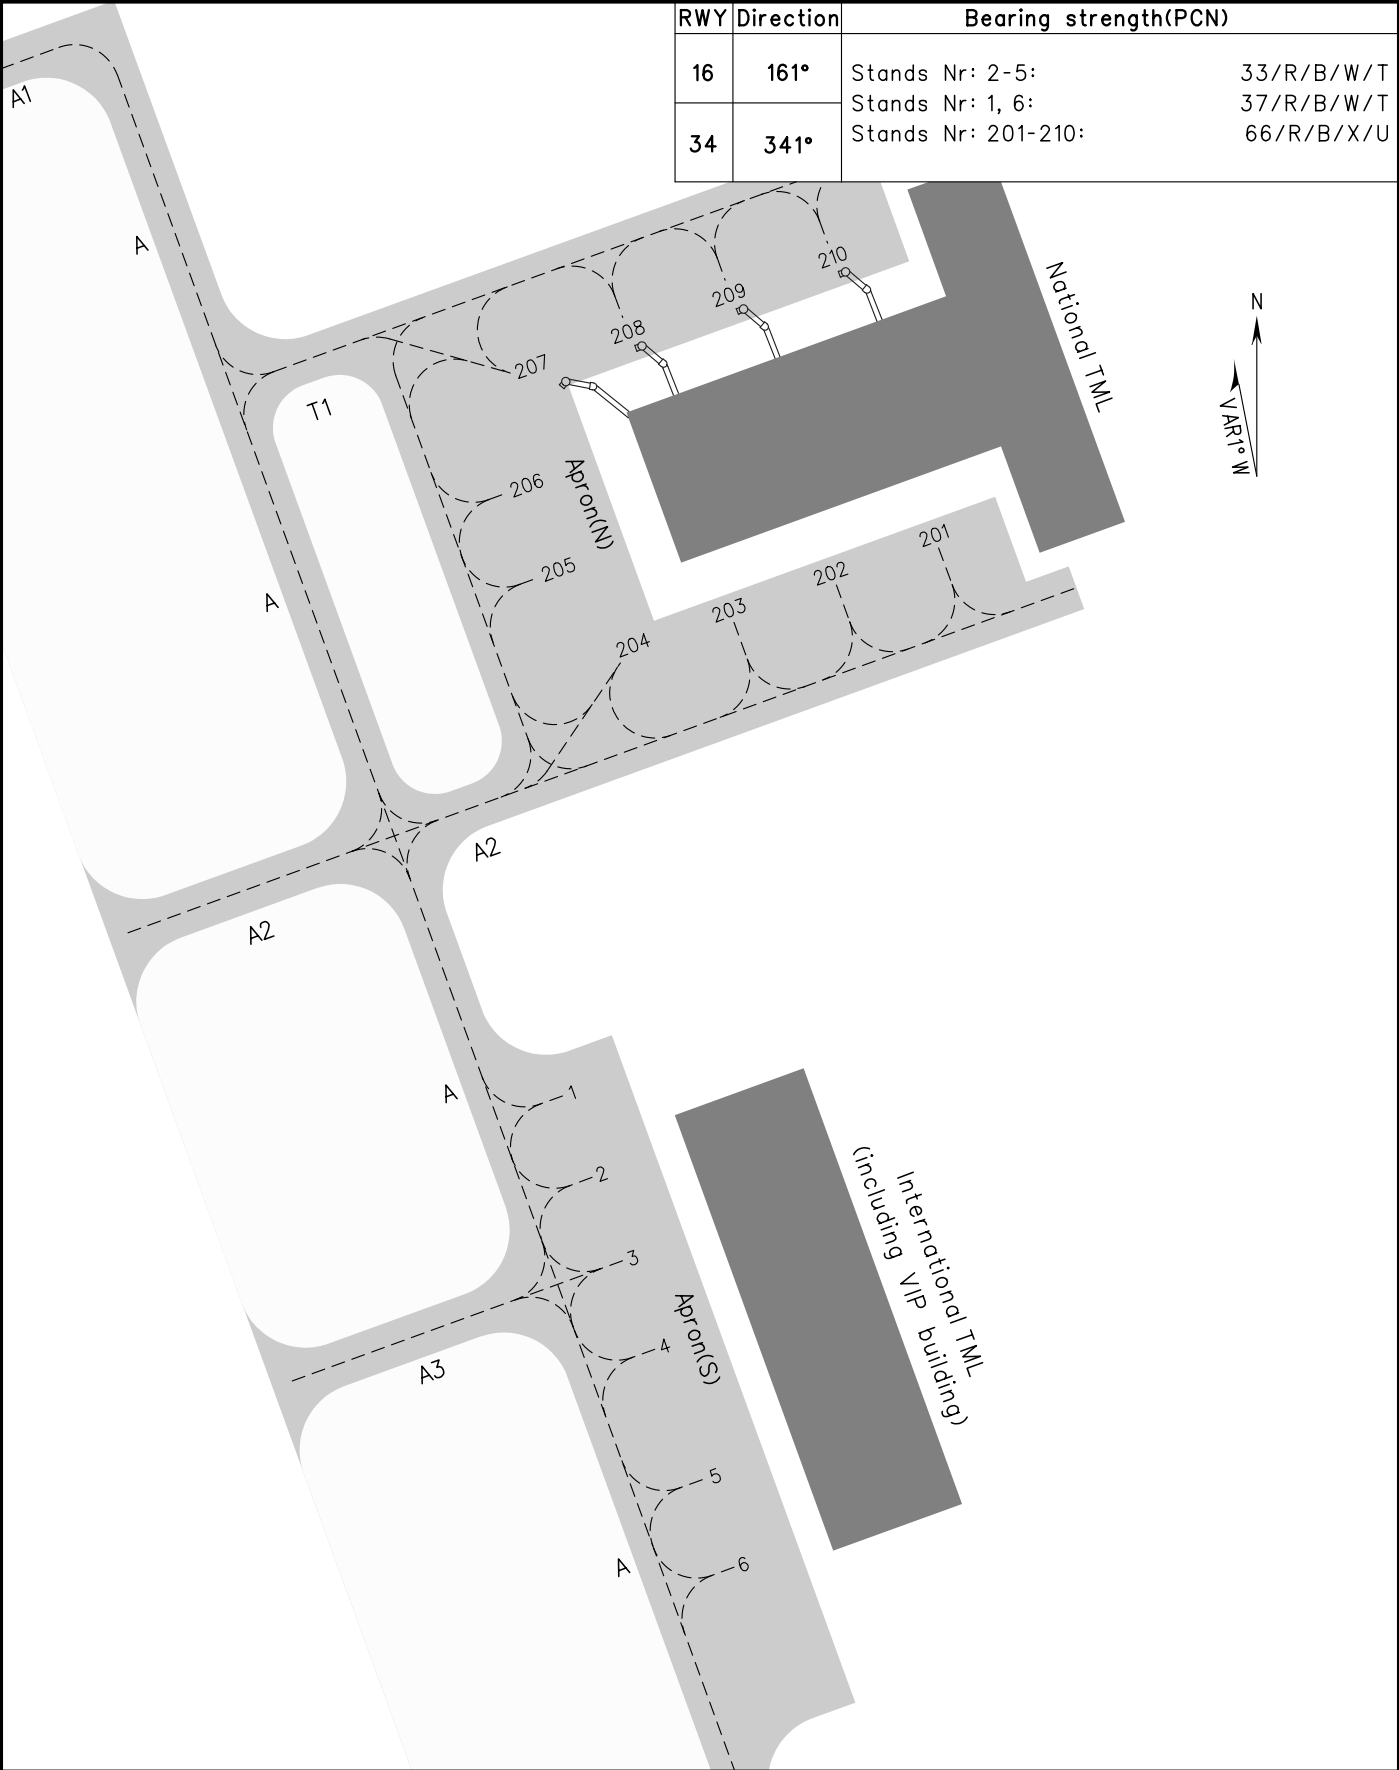 RWY Direction Bearing strength(PCN)
16 161° Stands Nr: 2-5: 33/R/B/W/T
Stands Nr: 1, 6: 37/R/B/W/T
34 341° Stands Nr: 201-210: 66/R/B/X/U
A1
A
210
National TML
209
N
208
207
T1
VAR1° W
206
Apron(N)
201
205
202
A
203
204
A2
A2
A
1
2
International TML
(including VIP building)
3
Apron(S)
4
A3
5
6
A